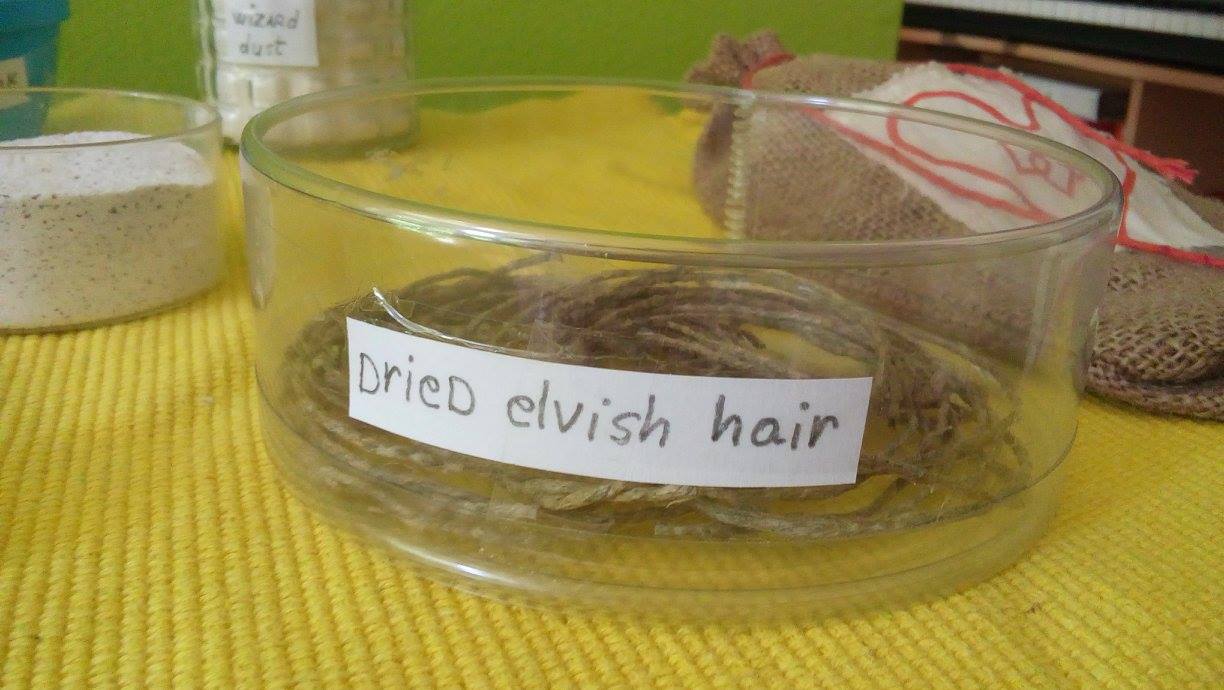 wizard
dust
DrieD elvish hair